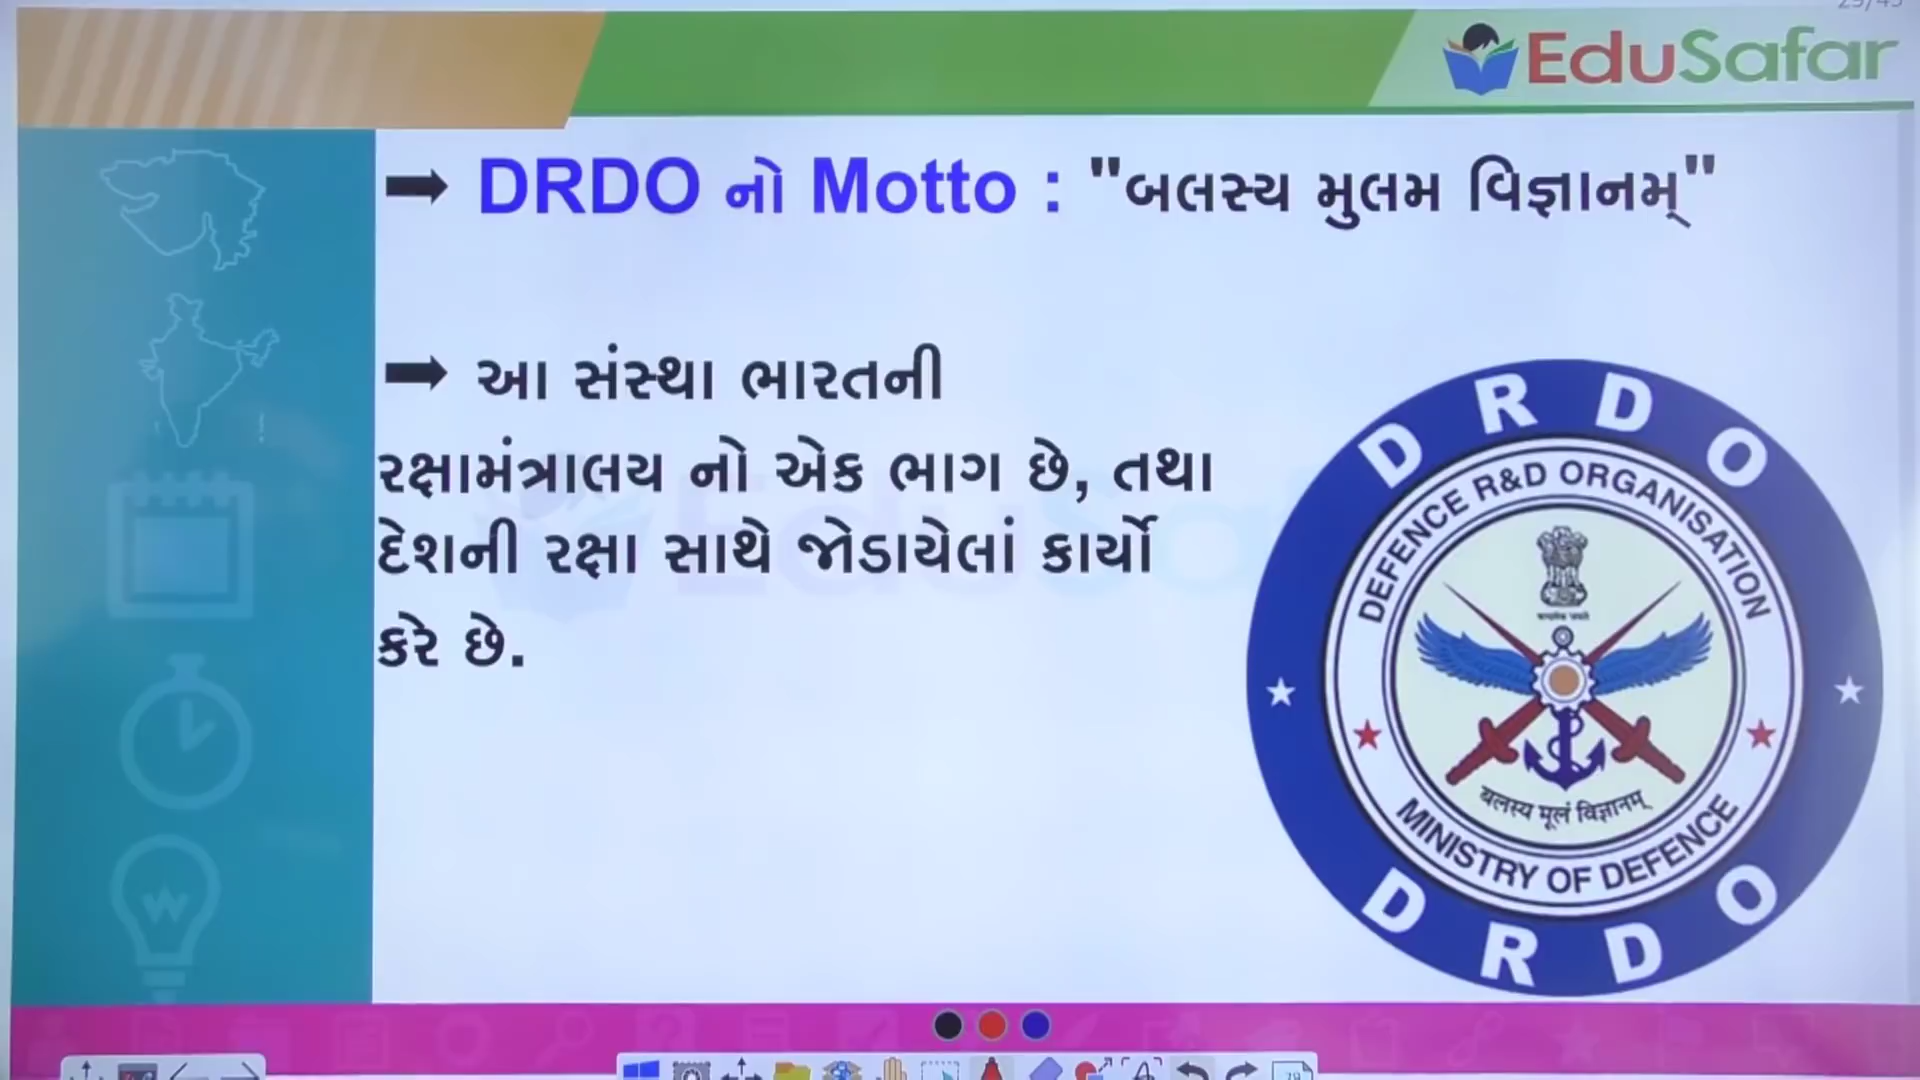 EduSafar
➡ DRDO નો Motto : "બલસ્ય મુલમ વિજ્ઞાનમ્"
➡ આ સંસ્થા ભારતની
રક્ષામંત્રાલય નો એક ભાગ છે, તથા
દેશની રક્ષા સાથે જોડાયેલાં કાર્યો
કરે છે.
DRDO
DEFENCE R&D ORGANISATION
बलस्य मूलं विज्ञानम्
MINISTRY OF DEFENCE
DRDO